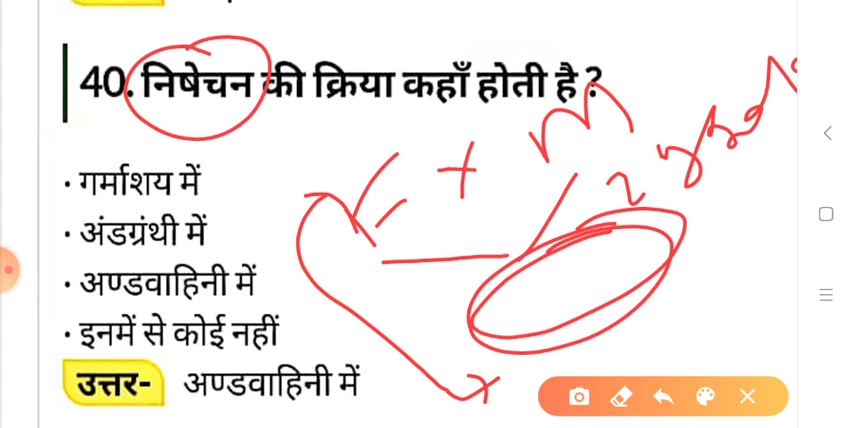 40. निषेचन की क्रिया कहाँ होती है ?
· गर्माशय में
· अंडग्रंथी में
· अण्डवाहिनी में
· इनमें से कोई नहीं
उत्तर- अण्डवाहिनी में